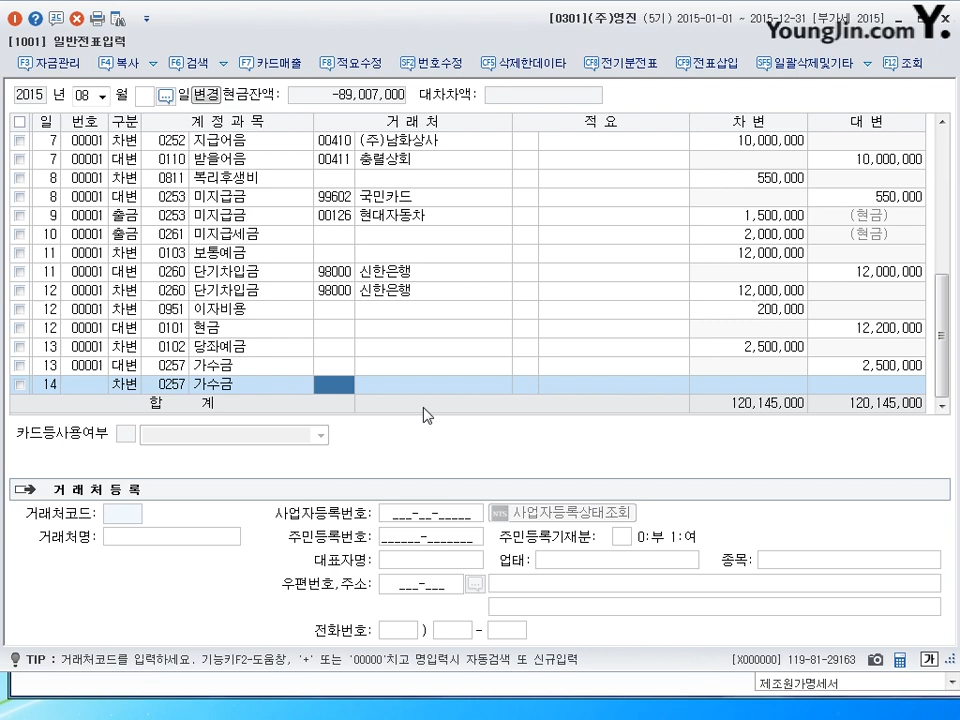 [0301](주)영진 (5기) 2015-01-01 ~ 2015-12-31 [부가세 2015]
YoungJin.com Y.
[1001] 일반전표입력
F3 자금관리 F4 복사 F6 검색 F7 카드매출 F8 적요수정 SF2 번호수정 CF5 삭제한데이타 CF8 전기분전표 CF9 전표삽입 SF5 일괄삭제및기타 F12 조회
2015 년 08 월 일 변경 현금잔액: -89,007,000 대차차액:
일 번호 구분 계 정 과 목 거 래 처 적 요 차 변 대 변
7 00001 차변 0252 지급어음 00410 (주)남화상사 10,000,000
7 00001 대변 0110 받을어음 00411 충렬상회 10,000,000
8 00001 차변 0811 복리후생비 550,000
8 00001 대변 0253 미지급금 99602 국민카드 550,000
9 00001 출금 0253 미지급금 00126 현대자동차 1,500,000 (현금)
10 00001 출금 0261 미지급세금 2,000,000 (현금)
11 00001 차변 0103 보통예금 12,000,000
11 00001 대변 0260 단기차입금 98000 신한은행 12,000,000
12 00001 차변 0260 단기차입금 98000 신한은행 12,000,000
12 00001 차변 0951 이자비용 200,000
12 00001 대변 0101 현금 12,200,000
13 00001 차변 0102 당좌예금 2,500,000
13 00001 대변 0257 가수금 2,500,000
14 차변 0257 가수금
합 계 120,145,000 120,145,000
카드등사용여부
거 래 처 등 록
거래처코드: 사업자등록번호: ___-__-_____ NTS 사업자등록상태조회
거래처명: 주민등록번호: ______-_______ 주민등록기재분: 0:부 1:여
대표자명: 업태: 종목:
우편번호,주소: ___-___
전화번호: ) -
TIP : 거래처코드를 입력하세요. 기능키F2-도움창, '+' 또는 '00000'치고 명입력시 자동검색 또 신규입력 [X000000] 119-81-29163 가
제조원가명세서